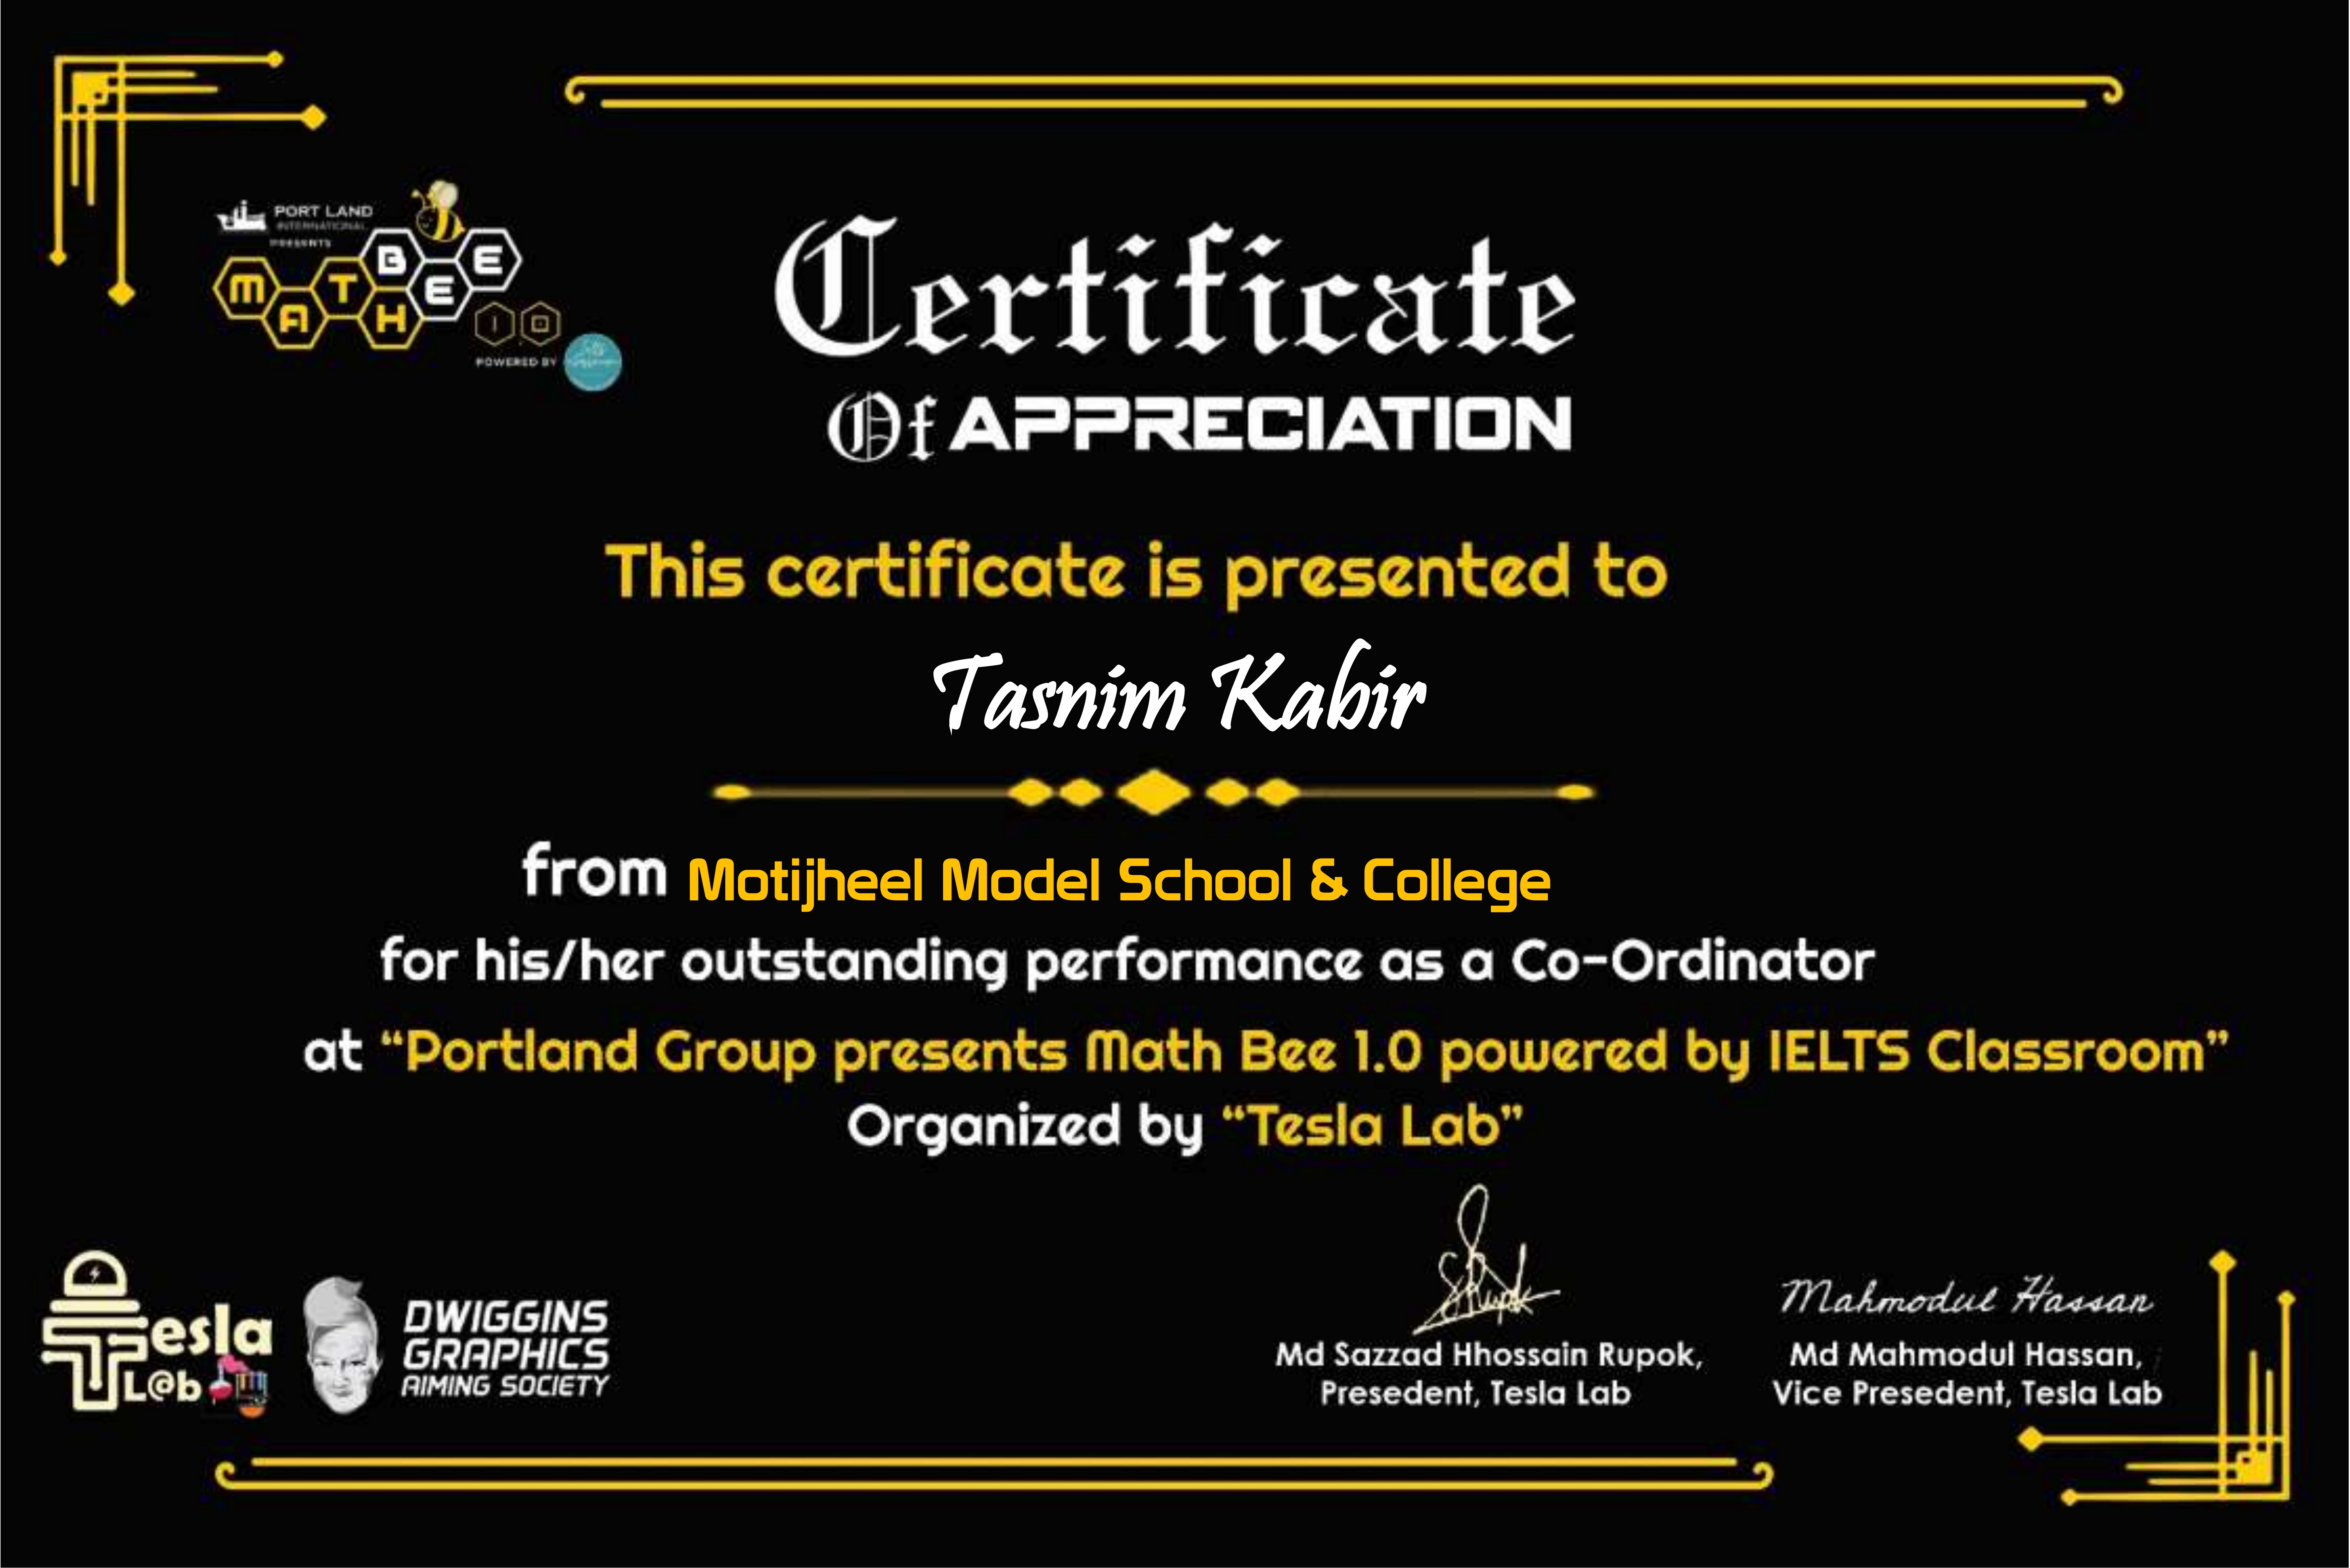 PORT LAND
INTERNATIONAL
PRESENTS
MATH BEE
1.0
POWERED BY
Certificate
Of APPRECIATION
This certificate is presented to
Tasnim Kabir
from Motijheel Model School & College
for his/her outstanding performance as a Co-Ordinator
at “Portland Group presents Math Bee 1.0 powered by IELTS Classroom”
Organized by “Tesla Lab”
Tesla
L@b
DWIGGINS
GRAPHICS
AIMING SOCIETY
Mahmodul Hassan
Md Sazzad Hhossain Rupok,
Presedent, Tesla Lab
Md Mahmodul Hassan,
Vice Presedent, Tesla Lab